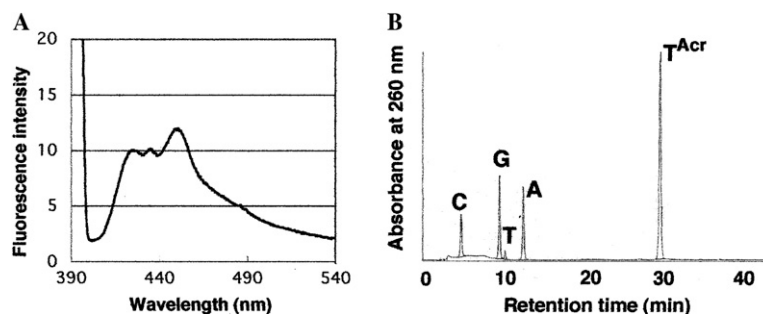 A
Fluorescence intensity
20
15
10
5
0
390
440
490
540
Wavelength (nm)
B
Absorbance at 260 nm
C
G
T
A
T^Acr
0
10
20
30
40
Retention time (min)